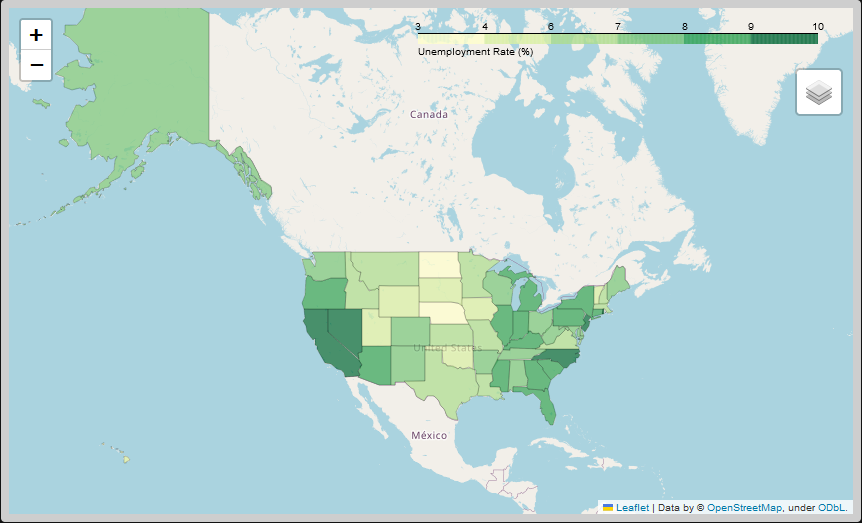 +
−
3 4 5 6 7 8 9 10
Unemployment Rate (%)
Canada
United States
México
Leaflet | Data by © OpenStreetMap, under ODbL.